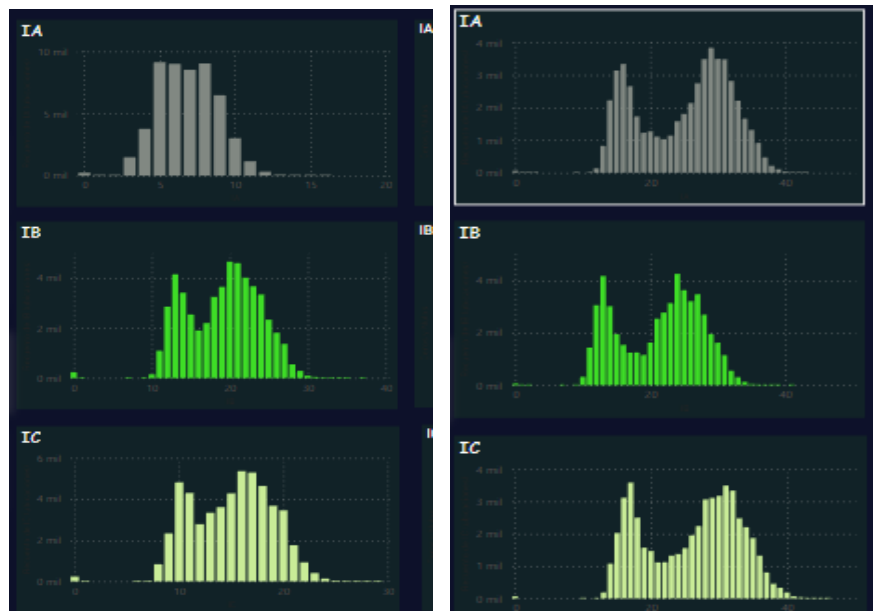 IA
10 mil
5 mil
0 mil
0 5 10 15 20
IB
4 mil
2 mil
0 mil
0 10 20 30 40
IC
6 mil
4 mil
2 mil
0 mil
0 10 20 30
IA
IB
IA
4 mil
3 mil
2 mil
1 mil
0 mil
0 20 40
IB
4 mil
2 mil
0 mil
0 20 40
IC
4 mil
3 mil
2 mil
1 mil
0 mil
0 20 40